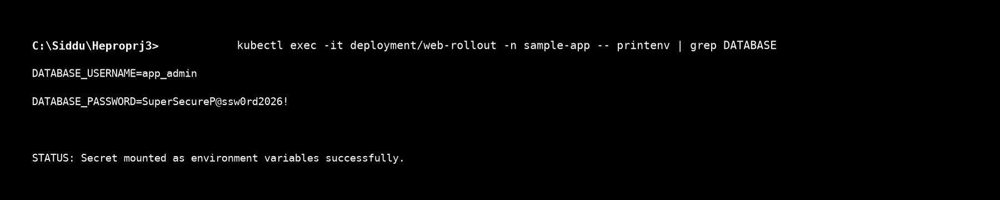 C:\Siddu\Heproprj3> kubectl exec -it deployment/web-rollout -n sample-app -- printenv | grep DATABASE
DATABASE_USERNAME=app_admin
DATABASE_PASSWORD=SuperSecureP@ssw0rd2026!
STATUS: Secret mounted as environment variables successfully.